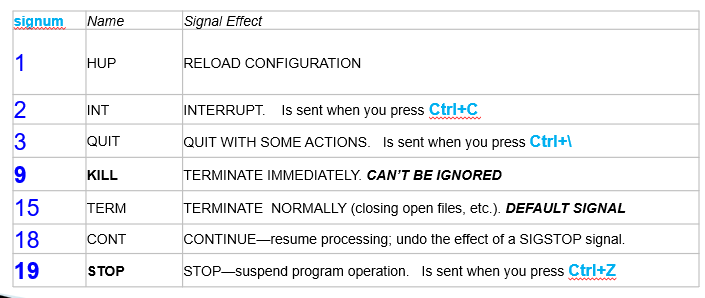 signum Name Signal Effect
1 HUP RELOAD CONFIGURATION
2 INT INTERRUPT. Is sent when you press Ctrl+C
3 QUIT QUIT WITH SOME ACTIONS. Is sent when you press Ctrl+\
9 KILL TERMINATE IMMEDIATELY. CAN'T BE IGNORED
15 TERM TERMINATE NORMALLY (closing open files, etc.). DEFAULT SIGNAL
18 CONT CONTINUE—resume processing; undo the effect of a SIGSTOP signal.
19 STOP STOP—suspend program operation. Is sent when you press Ctrl+Z